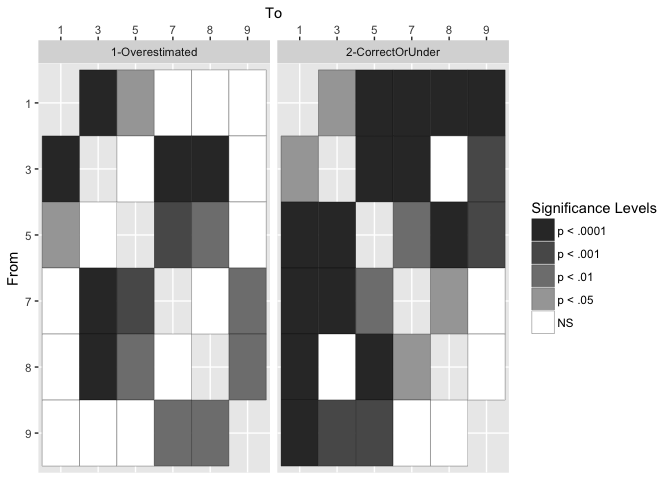 To
1 3 5 7 8 9 1 3 5 7 8 9
1-Overestimated 2-CorrectOrUnder
From
1
3
5
7
8
9
Significance Levels
p < .0001
p < .001
p < .01
p < .05
NS